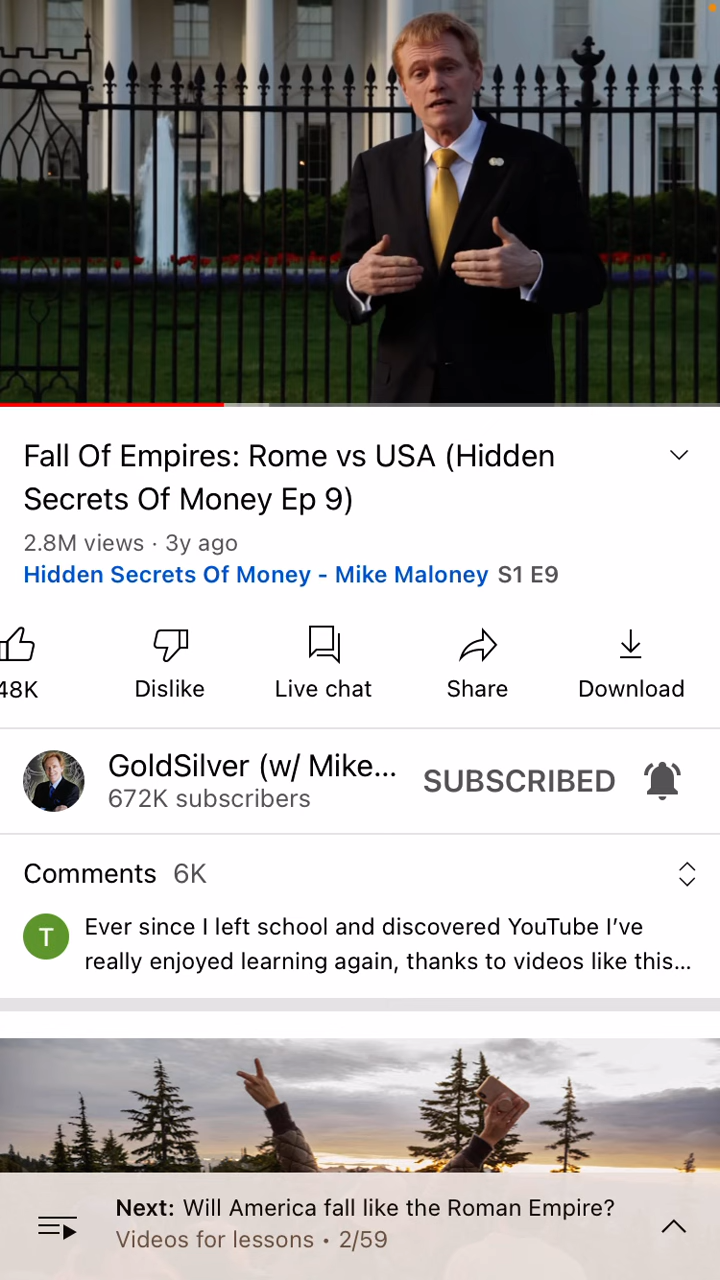 Fall Of Empires: Rome vs USA (Hidden
Secrets Of Money Ep 9)
2.8M views · 3y ago
Hidden Secrets Of Money - Mike Maloney S1 E9
48K
Dislike
Live chat
Share
Download
GoldSilver (w/ Mike...
672K subscribers
SUBSCRIBED
Comments 6K
T
Ever since I left school and discovered YouTube I’ve
really enjoyed learning again, thanks to videos like this...
Next: Will America fall like the Roman Empire?
Videos for lessons • 2/59